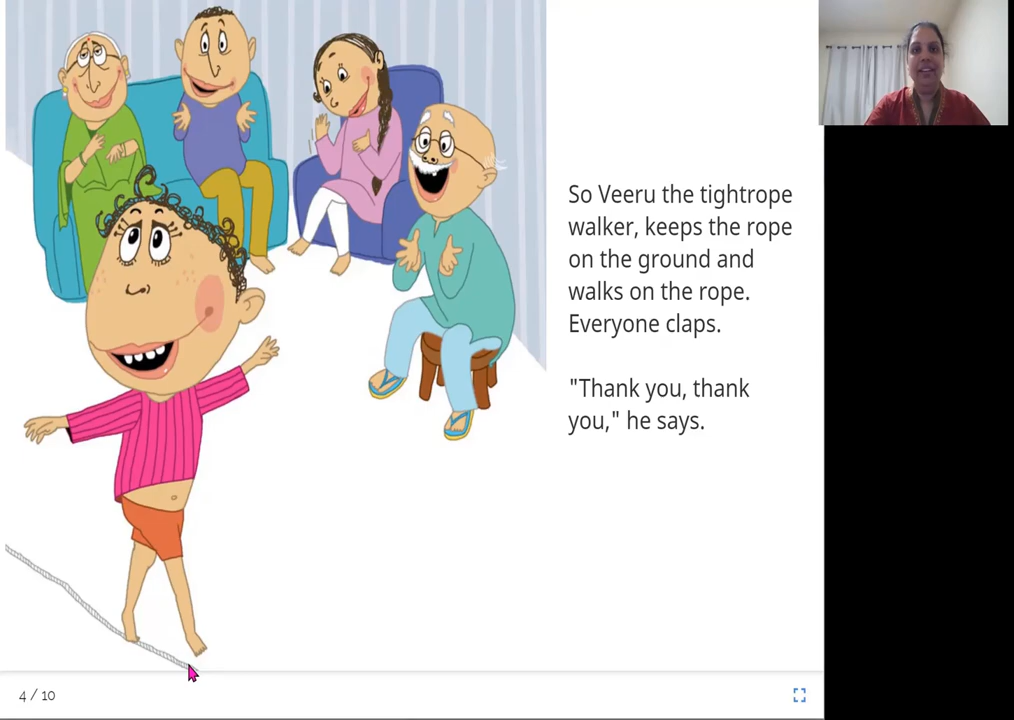 So Veeru the tightrope
walker, keeps the rope
on the ground and
walks on the rope.
Everyone claps.
"Thank you, thank
you," he says.
4 / 10